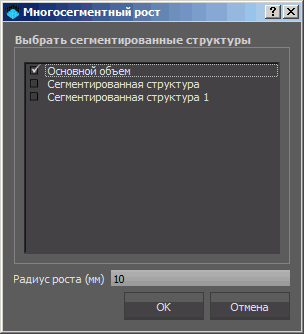 Многосегментный рост
Выбрать сегментированные структуры
Основной объем
Сегментированная структура
Сегментированная структура 1
Радиус роста (мм) 10
OK Отмена